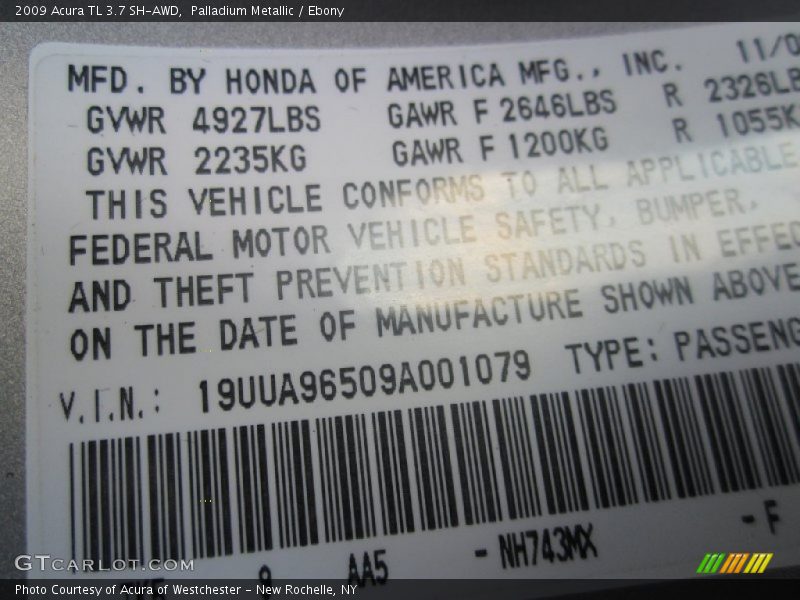 2009 Acura TL 3.7 SH-AWD, Palladium Metallic / Ebony
MFD. BY HONDA OF AMERICA MFG., INC. 11/0
GVWR 4927LBS GAWR F 2646LBS R 2326LB
GVWR 2235KG GAWR F 1200KG R 1055K
THIS VEHICLE CONFORMS TO ALL APPLICABLE
FEDERAL MOTOR VEHICLE SAFETY, BUMPER,
AND THEFT PREVENTION STANDARDS IN EFFEC
ON THE DATE OF MANUFACTURE SHOWN ABOVE
V.I.N.: 19UUA96509A001079 TYPE: PASSENG
9 AA5 - NH743MX - F
GTCARLOT.COM
Photo Courtesy of Acura of Westchester - New Rochelle, NY